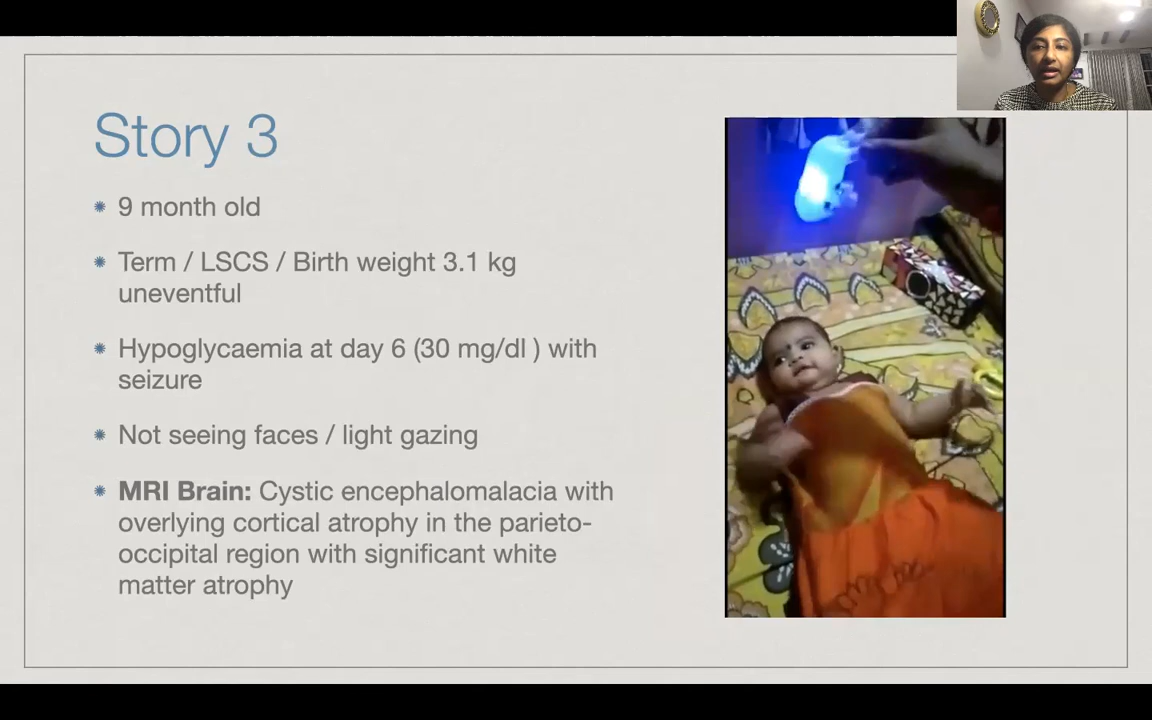 Story 3
9 month old
Term / LSCS / Birth weight 3.1 kg
uneventful
Hypoglycaemia at day 6 (30 mg/dl ) with
seizure
Not seeing faces / light gazing
MRI Brain: Cystic encephalomalacia with
overlying cortical atrophy in the parieto-
occipital region with significant white
matter atrophy